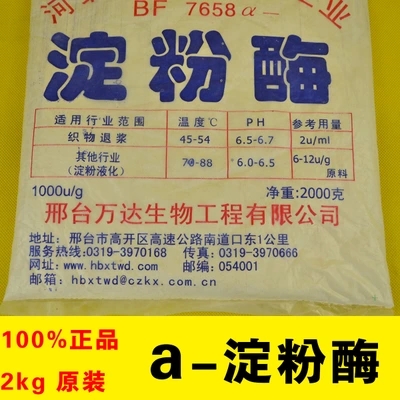 河
业
BF 7658 α—
淀粉酶
适用行业范围 温度℃ PH 参考用量
织物退浆 45-54 6.5-6.7 2u/ml
其他行业 70-88 6.0-6.5 6-12u/g
(淀粉液化) 原料
1000u/g 净重:2000克
邢台万达生物工程有限公司
地址: 邢台市高开区高速公路南道口东1公里
服务热线:0319-3970168 传真:0319-3970666
网址:www.hbxtwd.com 邮编:054001
邮箱:hbxtwd@czkx.com.cn
100%正品
2kg 原装
a-淀粉酶